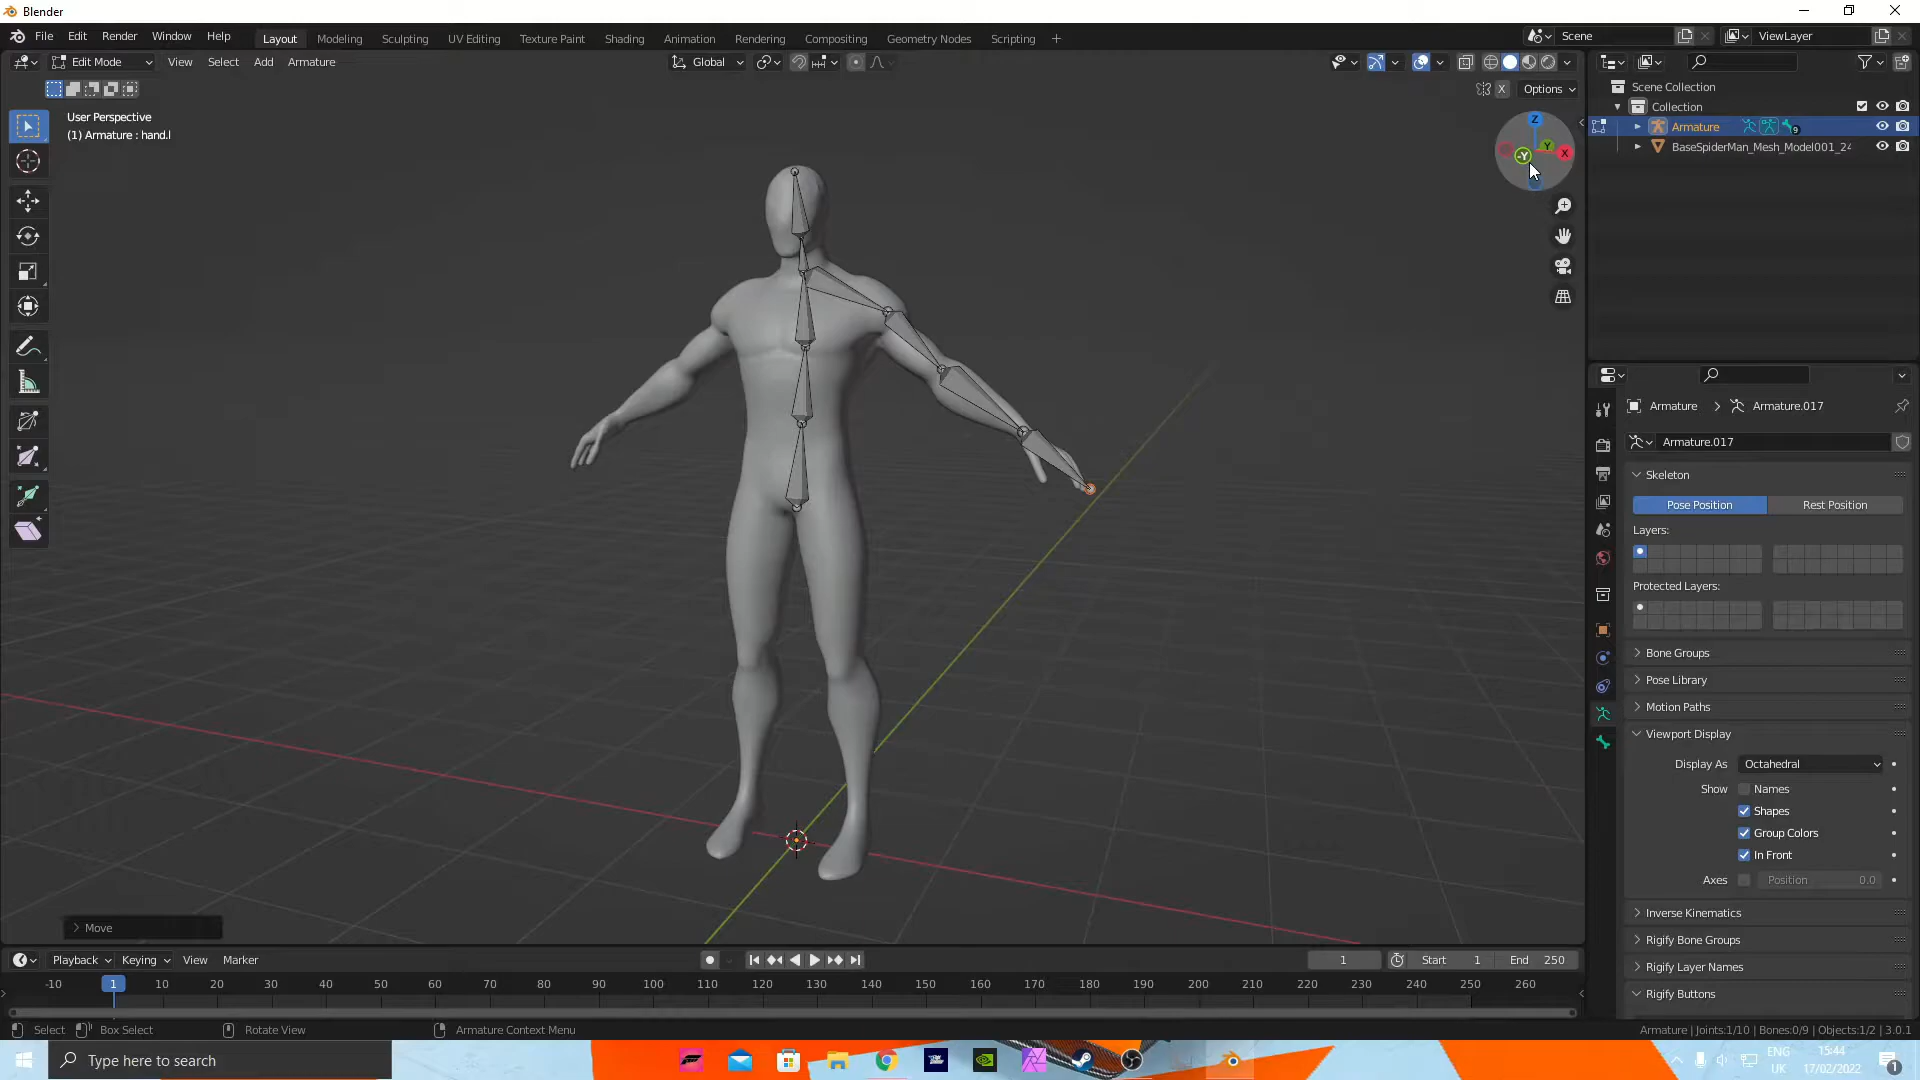 Blender
File Edit Render Window Help
Layout Modeling Sculpting UV Editing Texture Paint Shading Animation Rendering Compositing Geometry Nodes Scripting +
Scene
ViewLayer
Edit Mode View Select Add Armature
Global
X Options
User Perspective
(1) Armature : hand.l
Z
Y
-Y
X
Scene Collection
Collection
Armature 9
BaseSpiderMan_Mesh_Model001_24
Armature > Armature.017
Armature.017
Skeleton
Pose Position Rest Position
Layers:
Protected Layers:
Bone Groups
Pose Library
Motion Paths
Viewport Display
Display As Octahedral
Show Names
Shapes
Group Colors
In Front
Axes Position 0.0
Inverse Kinematics
Rigify Bone Groups
Rigify Layer Names
Rigify Buttons
Move
Playback Keying View Marker
1 Start 1 End 250
-10 1 10 20 30 40 50 60 70 80 90 100 110 120 130 140 150 160 170 180 190 200 210 220 230 240 250 260
Select Box Select Rotate View Armature Context Menu
Armature | Joints:1/10 | Bones:0/9 | Objects:1/2 | 3.0.1
Type here to search
ENG
UK
15:44
17/02/2022
1